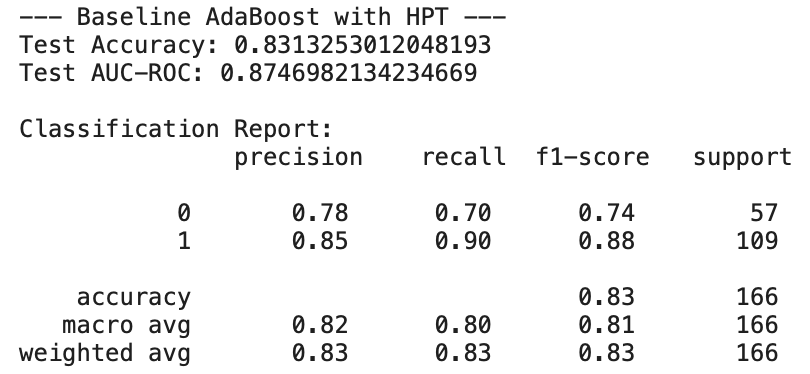 --- Baseline AdaBoost with HPT ---
Test Accuracy: 0.8313253012048193
Test AUC-ROC: 0.8746982134234669
Classification Report:
precision recall f1-score support
0 0.78 0.70 0.74 57
1 0.85 0.90 0.88 109
accuracy 0.83 166
macro avg 0.82 0.80 0.81 166
weighted avg 0.83 0.83 0.83 166